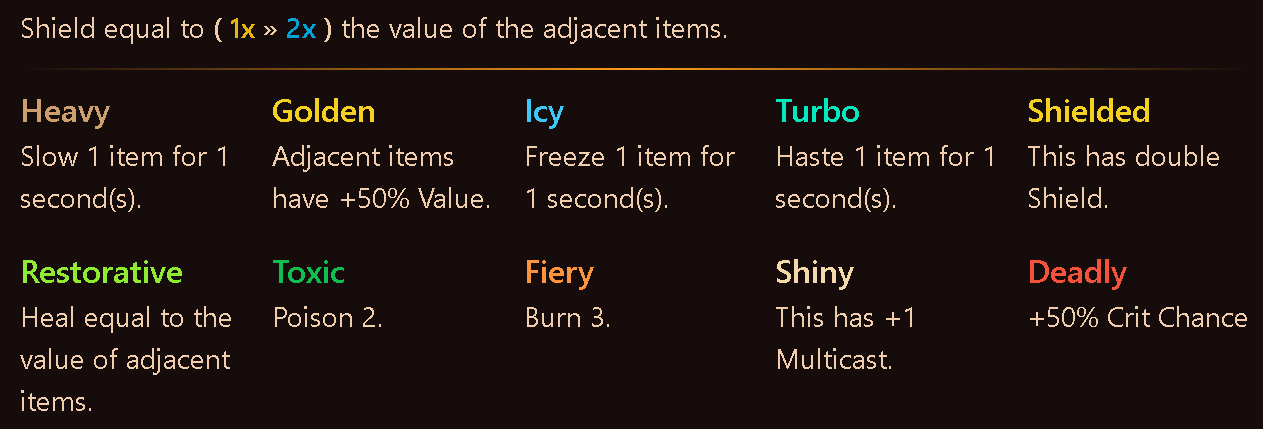 Shield equal to ( 1x » 2x ) the value of the adjacent items.
Heavy
Slow 1 item for 1
second(s).
Golden
Adjacent items
have +50% Value.
Icy
Freeze 1 item for
1 second(s).
Turbo
Haste 1 item for 1
second(s).
Shielded
This has double
Shield.
Restorative
Heal equal to the
value of adjacent
items.
Toxic
Poison 2.
Fiery
Burn 3.
Shiny
This has +1
Multicast.
Deadly
+50% Crit Chance